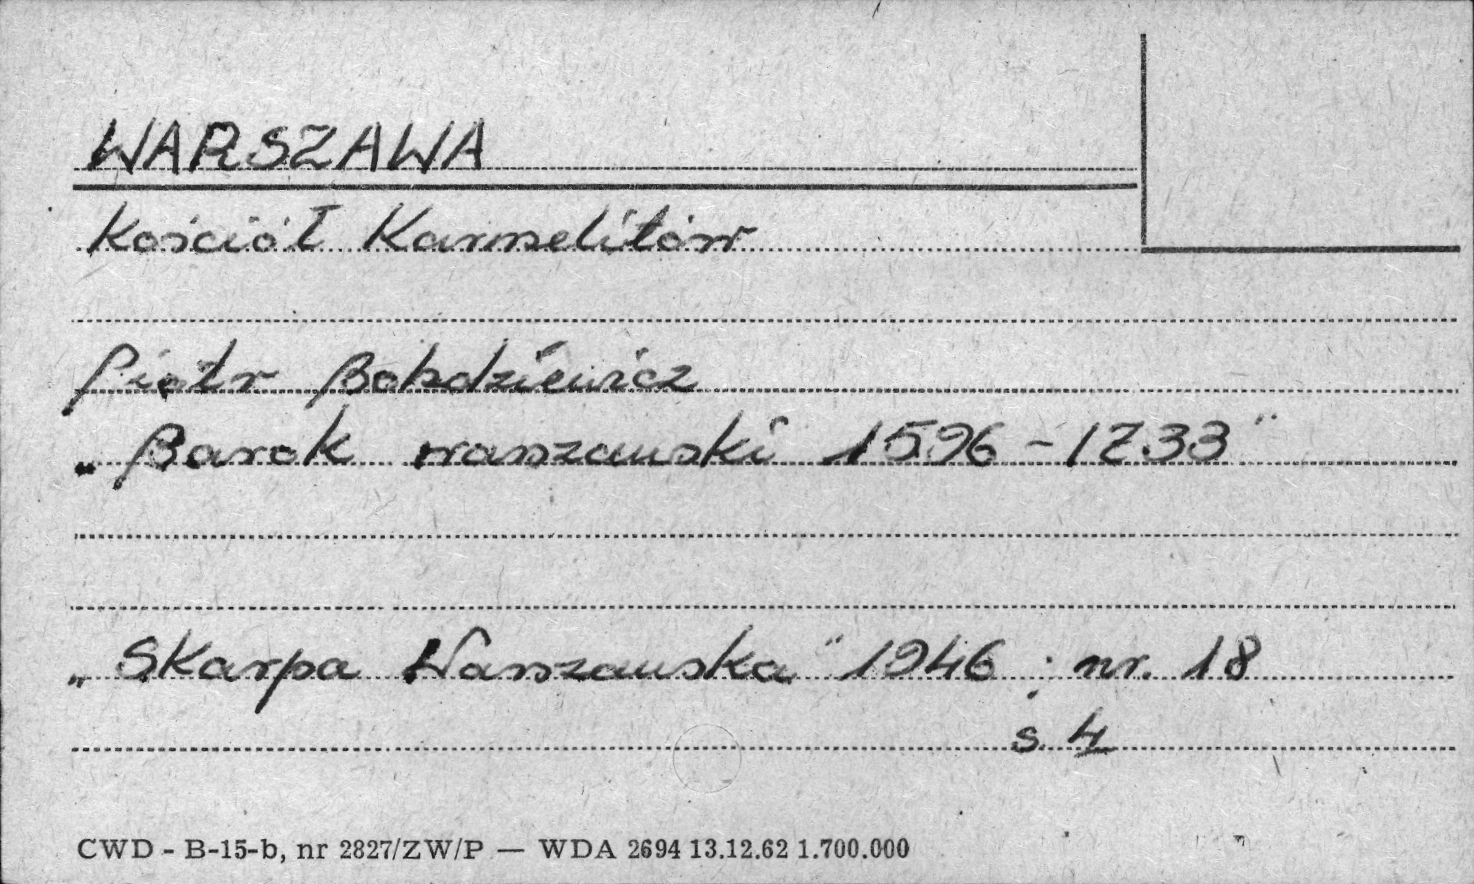 WARSZAWA
Kościół Karmelitów
Piotr Bohdziewicz
„Barok warszawski 1596-1733"
„Skarpa Warszawska" 1946; nr. 18
s. 4
CWD - B-15-b, nr 2827/ZW/P — WDA 2694 13.12.62 1.700.000